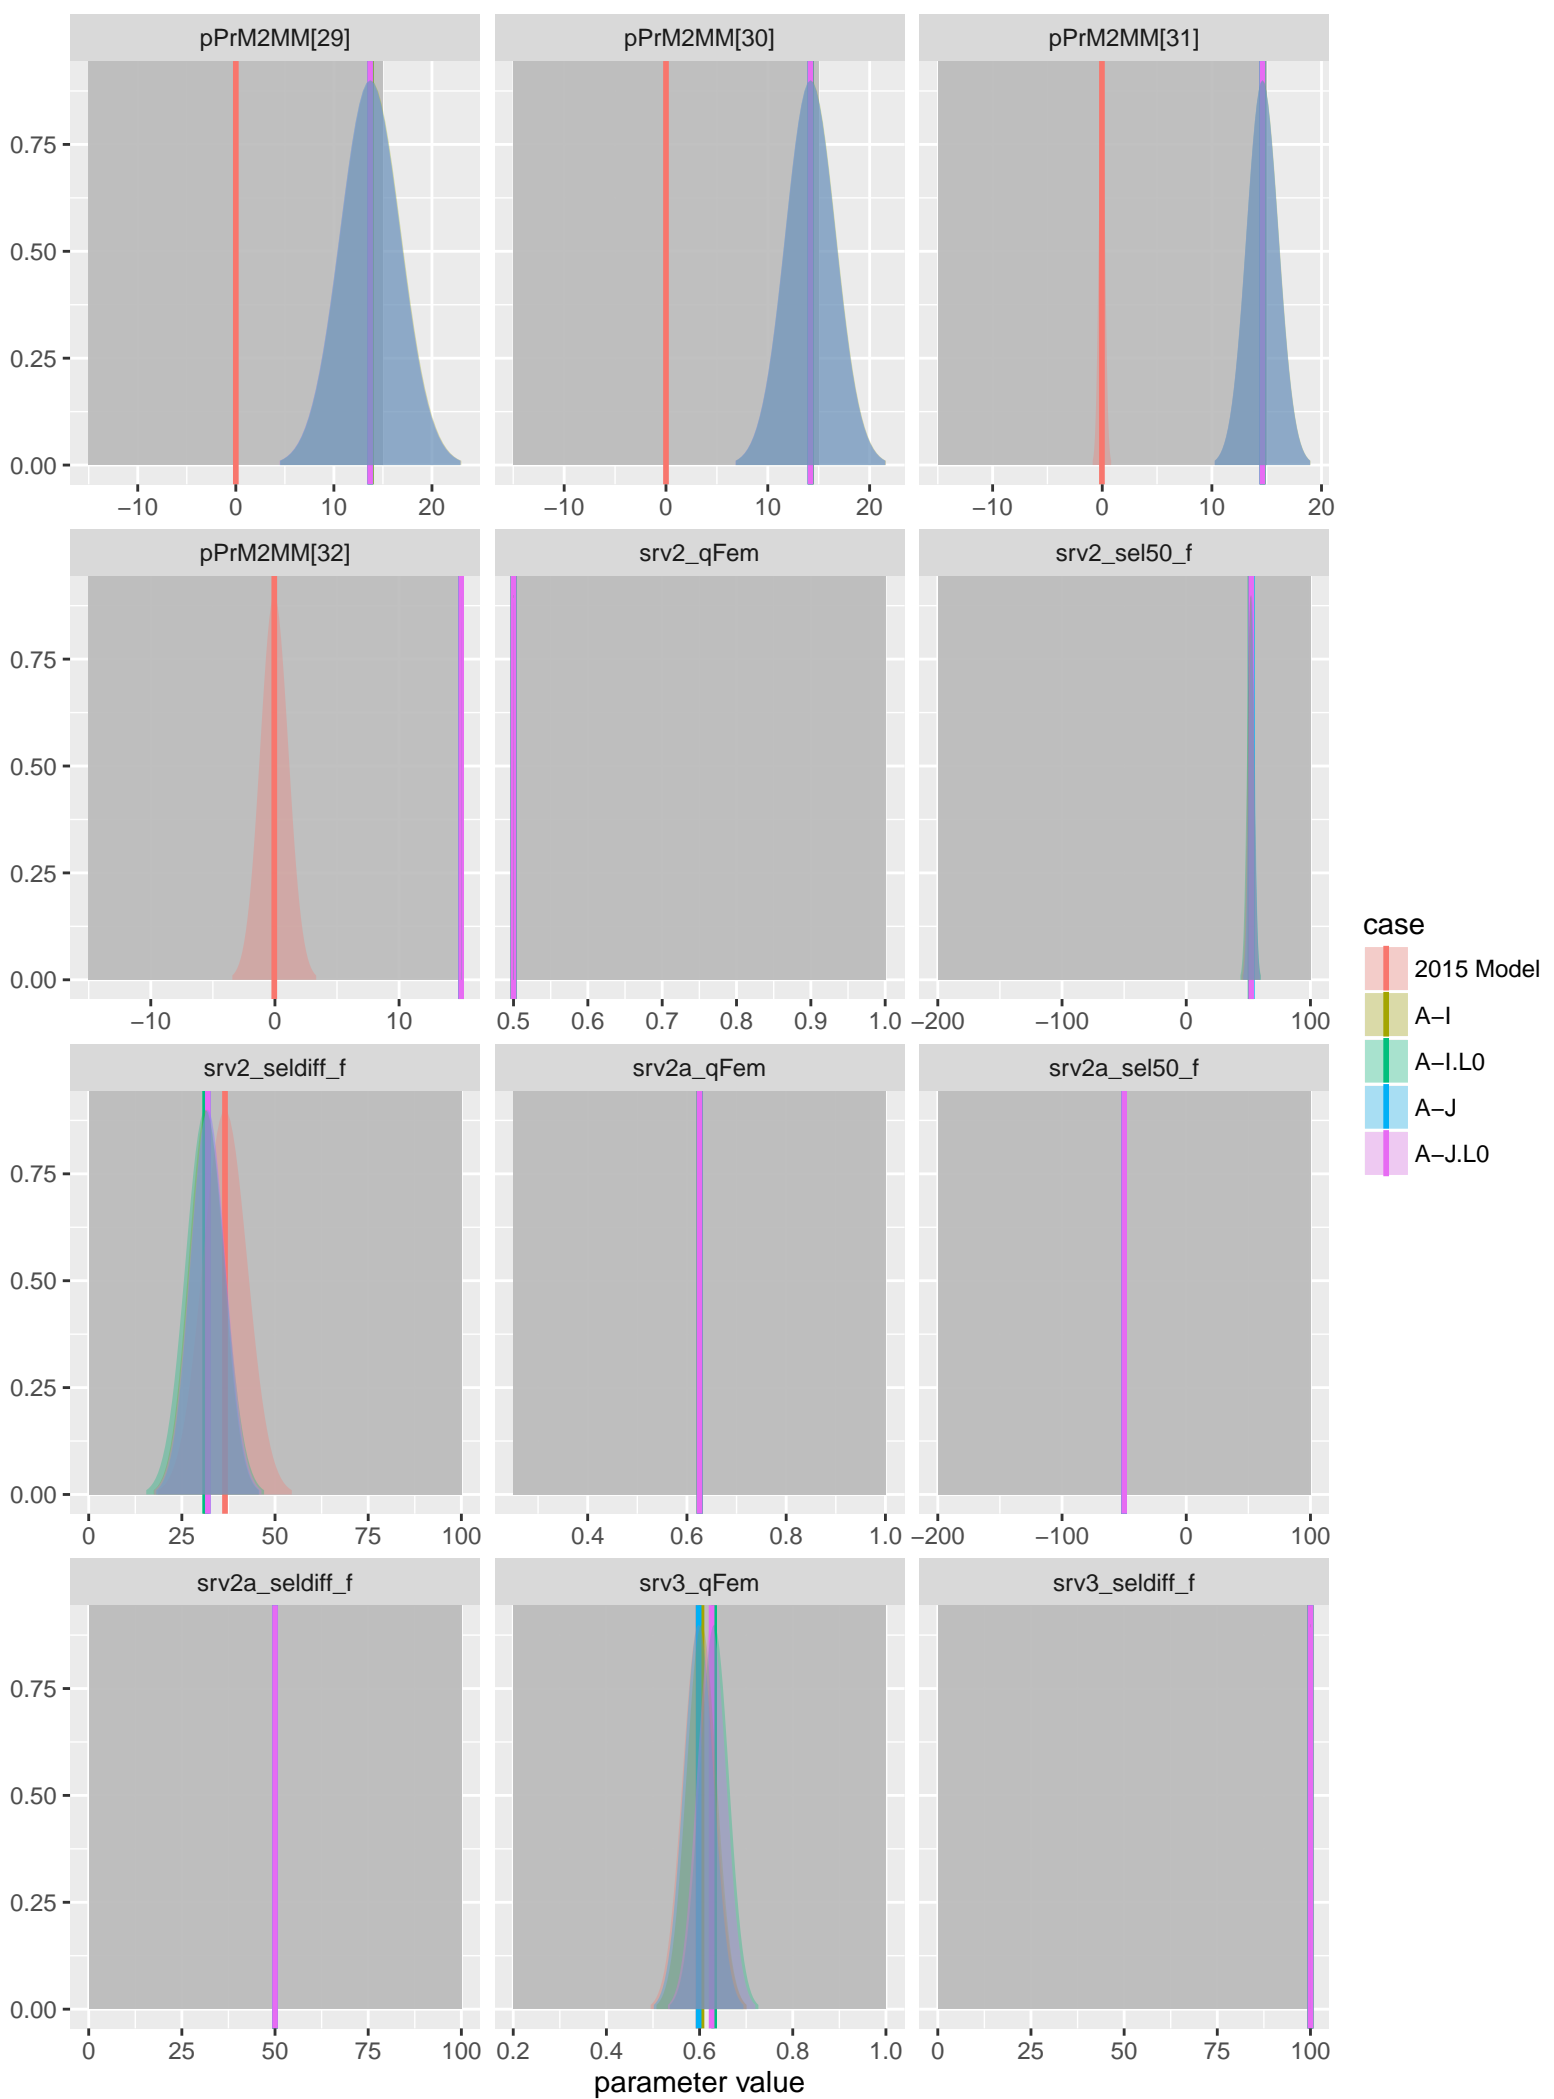 pPrM2MM[29] pPrM2MM[30] pPrM2MM[31]
0.75
0.50
0.25
0.00
−10 0 10 20 −10 0 10 20 −10 0 10 20
pPrM2MM[32] srv2_qFem srv2_sel50_f
0.75
0.50
0.25
0.00
−10 0 10 0.5 0.6 0.7 0.8 0.9 1.0 −200 −100 0 100
srv2_seldiff_f srv2a_qFem srv2a_sel50_f
0.75
0.50
0.25
0.00
0 25 50 75 100 0.4 0.6 0.8 1.0 −200 −100 0 100
srv2a_seldiff_f srv3_qFem srv3_seldiff_f
0.75
0.50
0.25
0.00
0 25 50 75 100 0.2 0.4 0.6 0.8 1.0 0 25 50 75 100
parameter value
case
2015 Model
A−I
A−I.L0
A−J
A−J.L0